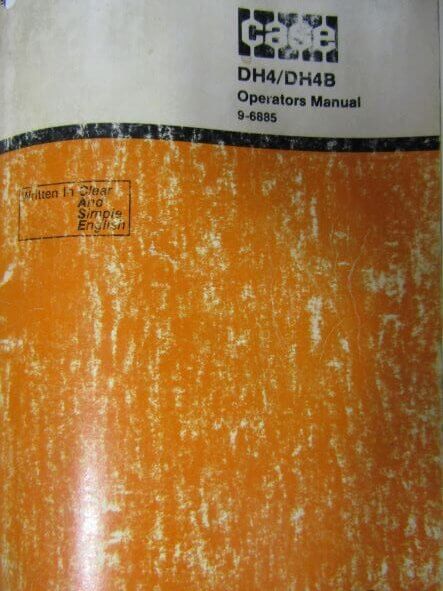 case
DH4/DH4B
Operators Manual
9-6885
Written In Clear
And
Simple
English